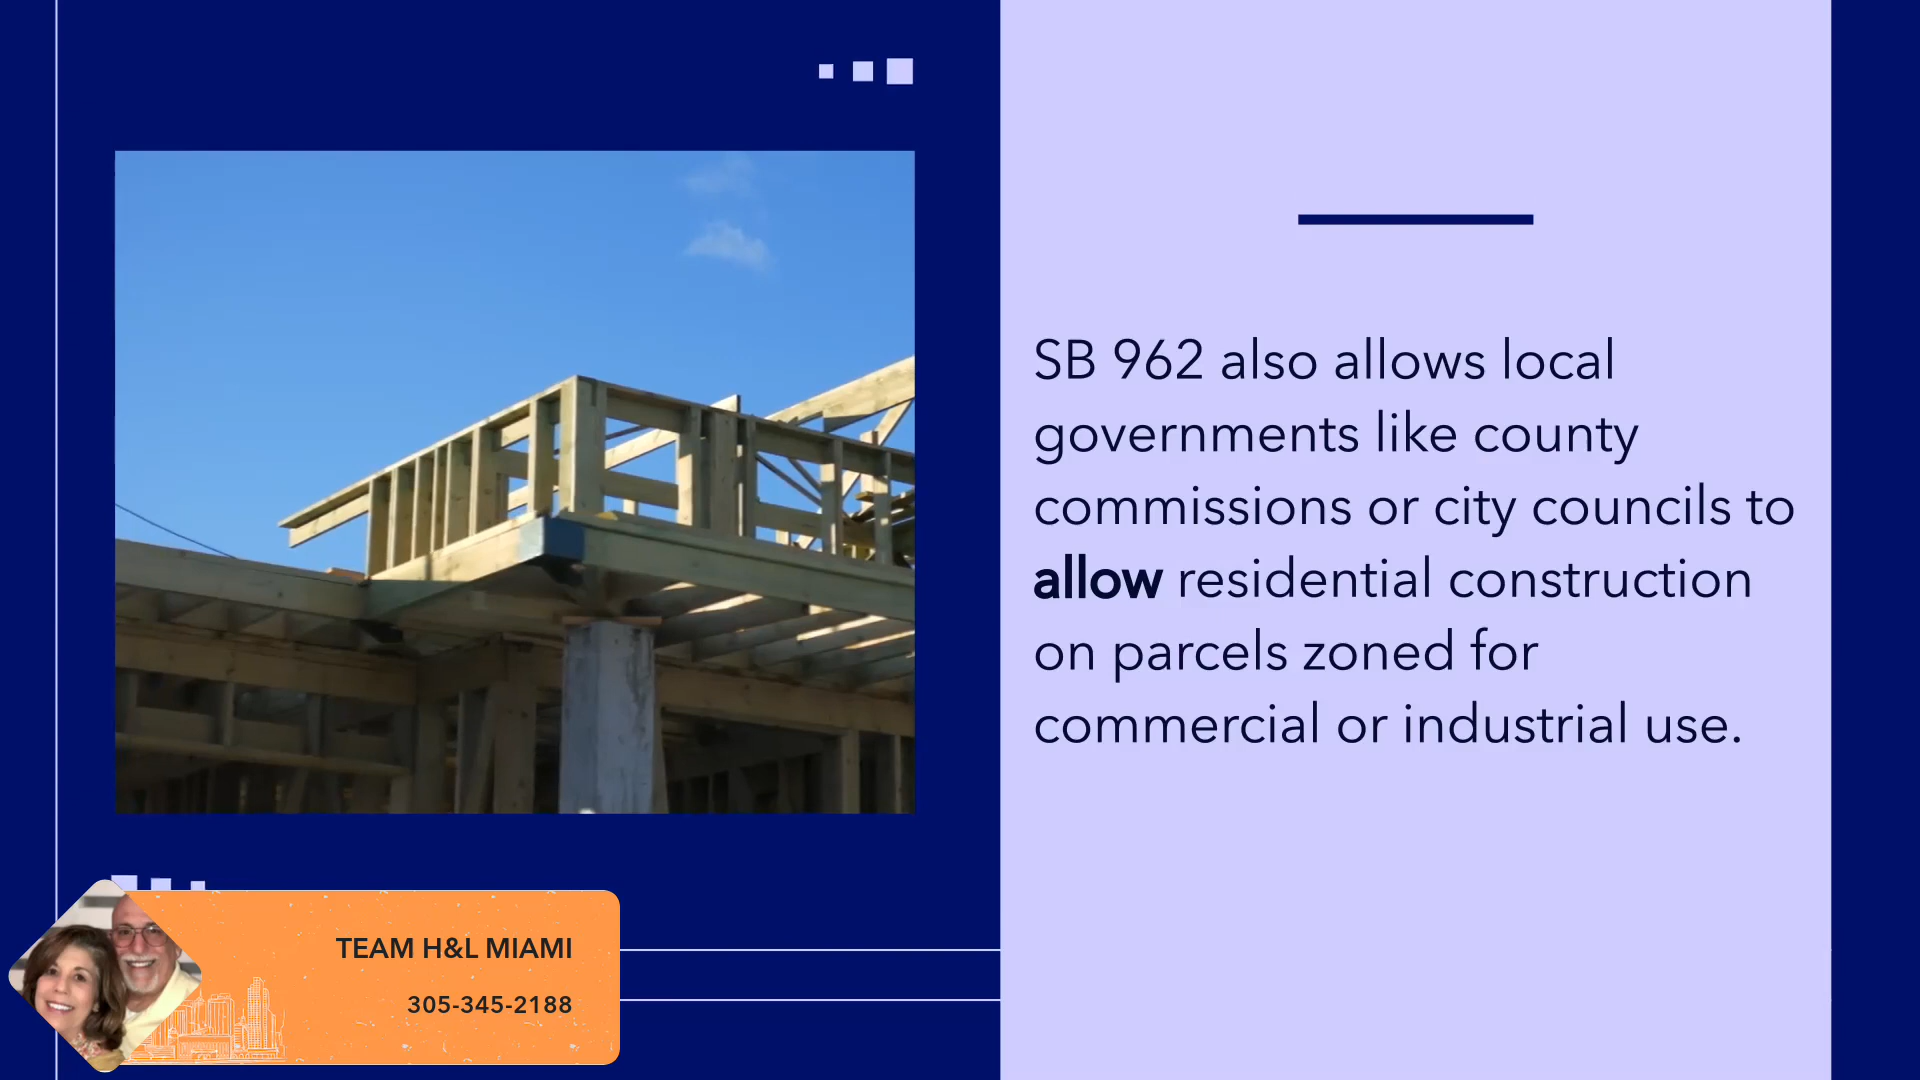 SB 962 also allows local
governments like county
commissions or city councils to
allow residential construction
on parcels zoned for
commercial or industrial use.
TEAM H&L MIAMI
305-345-2188